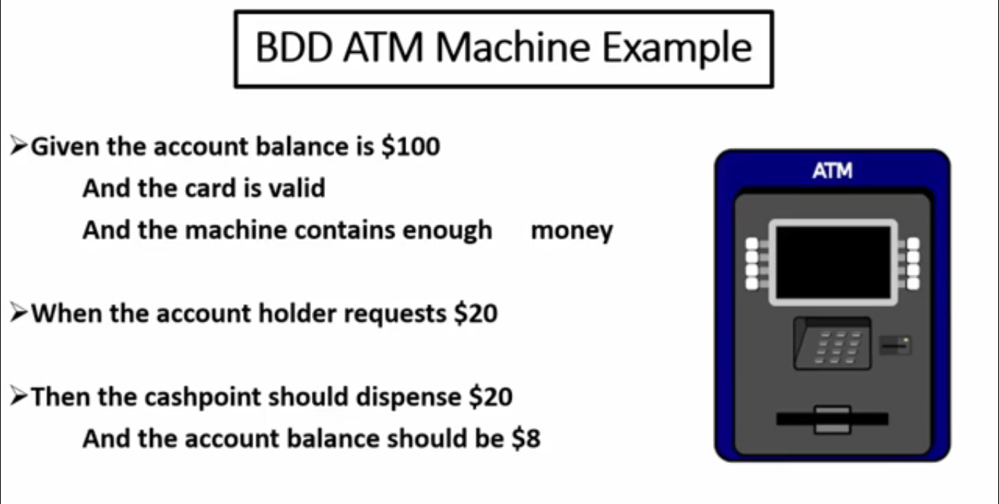 BDD ATM Machine Example
➢Given the account balance is $100
And the card is valid
And the machine contains enough money
ATM
➢When the account holder requests $20
➢Then the cashpoint should dispense $20
And the account balance should be $8